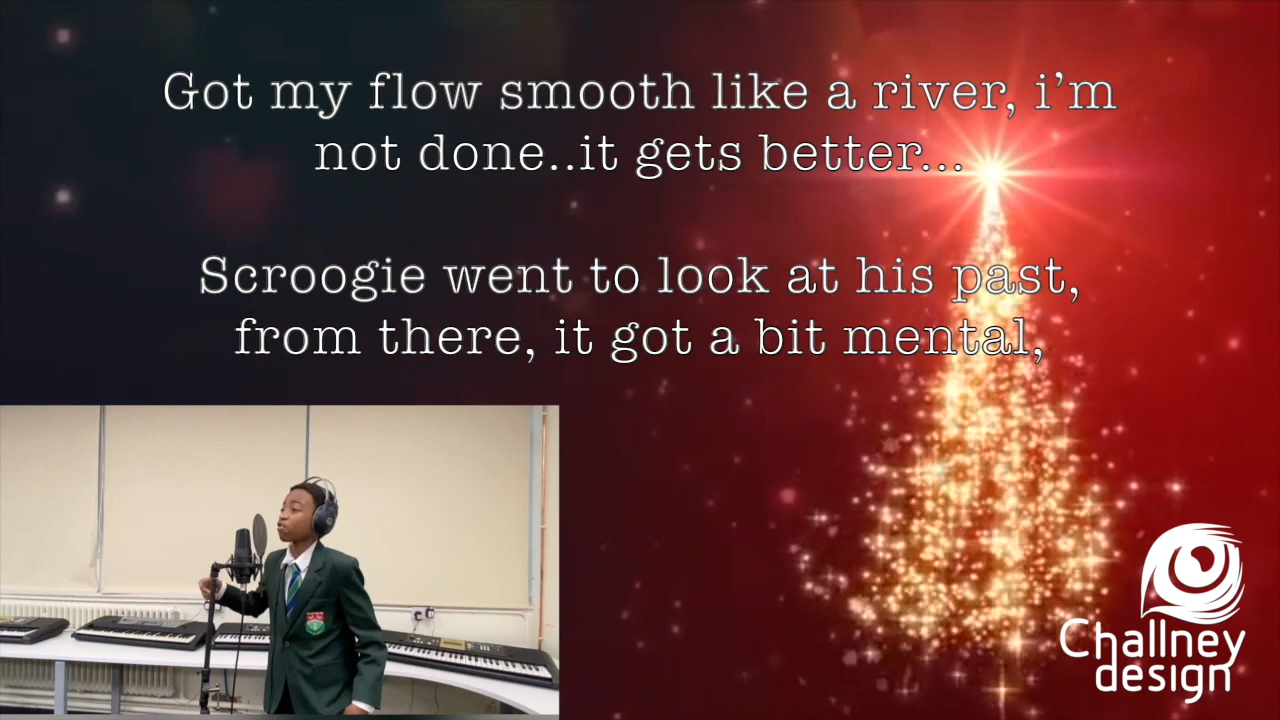 Got my flow smooth like a river, i'm
not done..it gets better...
Scroogie went to look at his past,
from there, it got a bit mental,
Challney
design